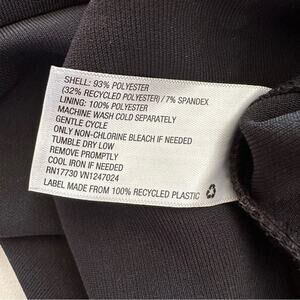 SHELL: 93% POLYESTER
(32% RECYCLED POLYESTER) / 7% SPANDEX
LINING: 100% POLYESTER
MACHINE WASH COLD SEPARATELY
GENTLE CYCLE
ONLY NON-CHLORINE BLEACH IF NEEDED
TUMBLE DRY LOW
REMOVE PROMPTLY
COOL IRON IF NEEDED
RN17730 VN1247024
LABEL MADE FROM 100% RECYCLED PLASTIC